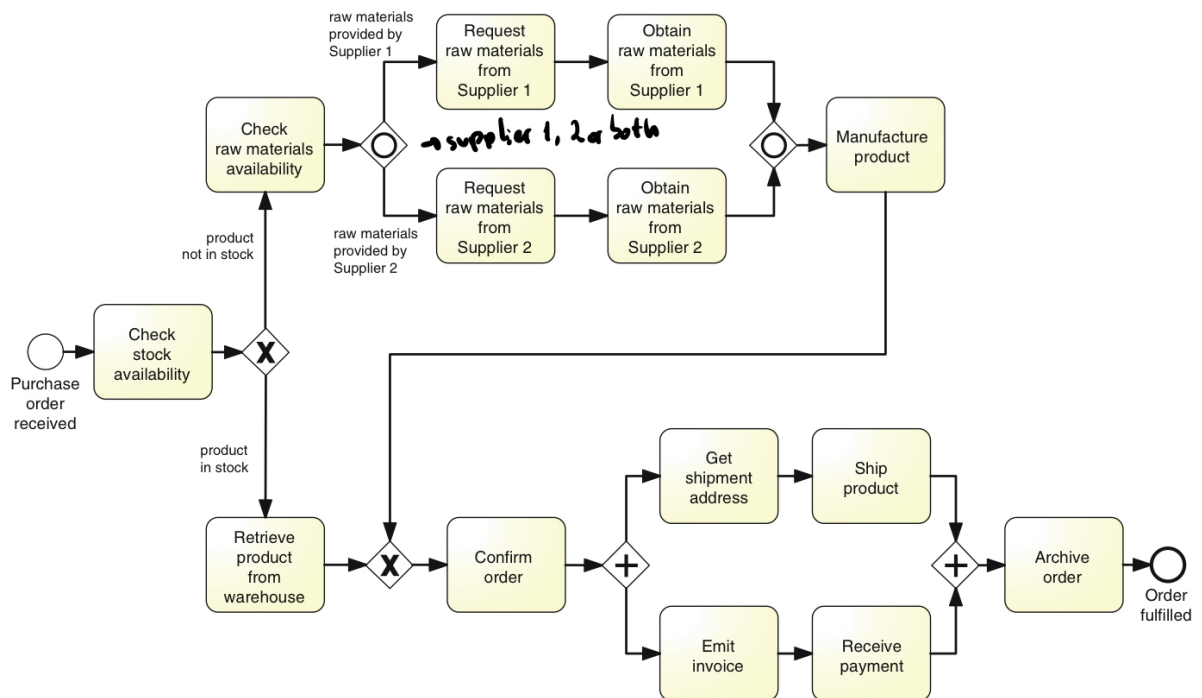 raw materials
provided by
Supplier 1
Request
raw materials
from
Supplier 1
Obtain
raw materials
from
Supplier 1
Check
raw materials
availability
→ supplier 1, 2 or both
Manufacture
product
raw materials
provided by
Supplier 2
Request
raw materials
from
Supplier 2
Obtain
raw materials
from
Supplier 2
product
not in stock
Purchase
order
received
Check
stock
availability
X
product
in stock
Retrieve
product
from
warehouse
X
Confirm
order
+
Get
shipment
address
Ship
product
Emit
invoice
Receive
payment
+
Archive
order
Order
fulfilled